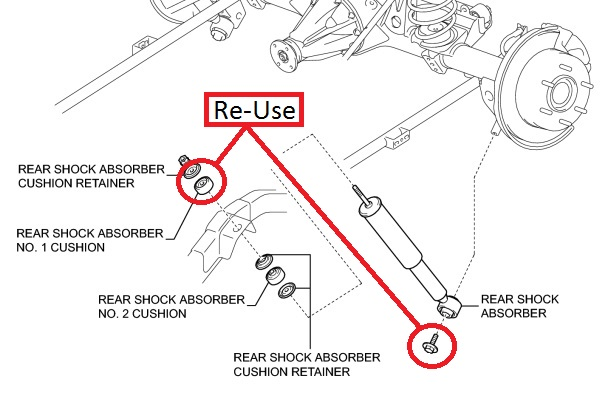 Re-Use
REAR SHOCK ABSORBER
CUSHION RETAINER
REAR SHOCK ABSORBER
NO. 1 CUSHION
REAR SHOCK ABSORBER
NO. 2 CUSHION
REAR SHOCK
ABSORBER
REAR SHOCK ABSORBER
CUSHION RETAINER